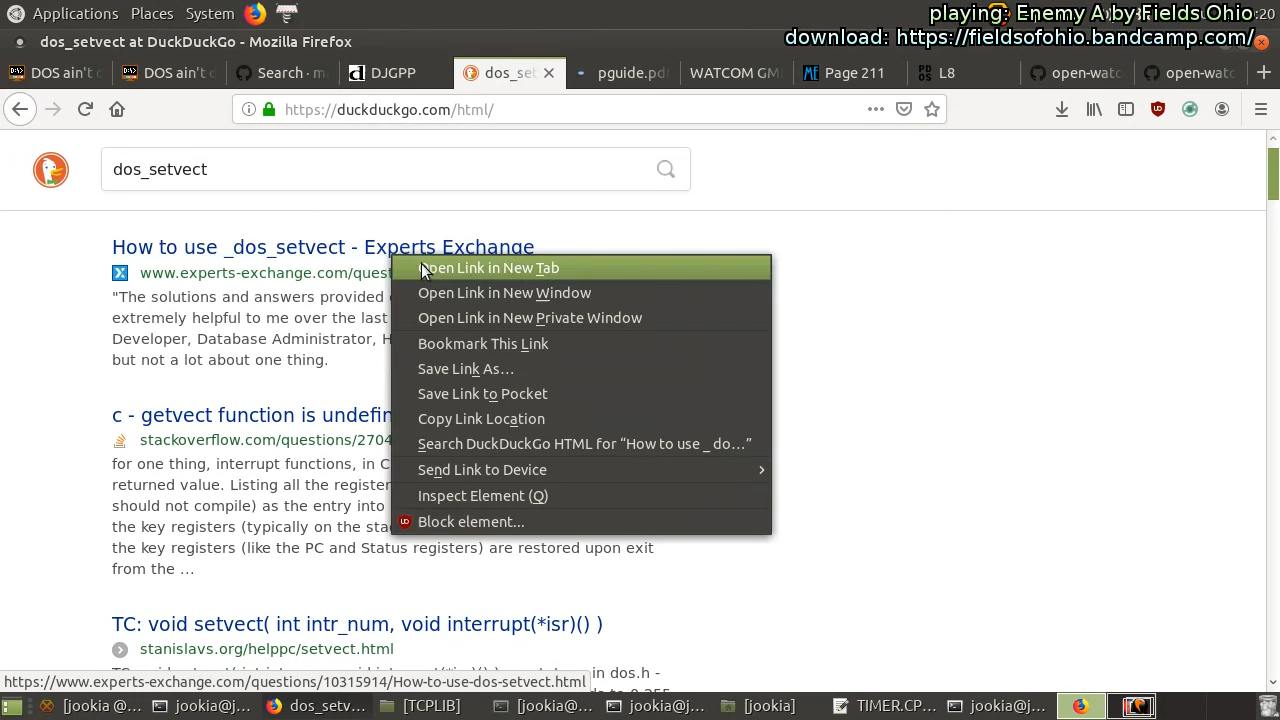 Applications Places System
playing: Enemy A by Fields Ohio
:20
dos_setvect at DuckDuckGo - Mozilla Firefox
download: https://fieldsofohio.bandcamp.com/
DOS ain't DOS ain't Search · DJGPP dos_set pguide.pdf WATCOM GM Page 211 L8 open-watc open-watc
https://duckduckgo.com/html/
dos_setvect
How to use _dos_setvect - Experts Exchange
www.experts-exchange.com/quest
"The solutions and answers provided
extremely helpful to me over the last
Developer, Database Administrator, H
but not a lot about one thing.
Open Link in New Tab
Open Link in New Window
Open Link in New Private Window
Bookmark This Link
Save Link As…
Save Link to Pocket
Copy Link Location
Search DuckDuckGo HTML for “How to use _ do…”
Send Link to Device
Inspect Element (Q)
Block element...
c - getvect function is undefin
stackoverflow.com/questions/2704
for one thing, interrupt functions, in C
returned value. Listing all the register
should not compile) as the entry into
the key registers (typically on the sta
the key registers (like the PC and Status registers) are restored upon exit
from the ...
TC: void setvect( int intr_num, void interrupt(*isr)() )
stanislavs.org/helppc/setvect.html
in dos.h -
https://www.experts-exchange.com/questions/10315914/How-to-use-dos-setvect.html
[jookia @... jookia@j... dos_setv... [TCPLIB] [jookia@... jookia@j... [jookia] TIMER.CP... jookia@j...